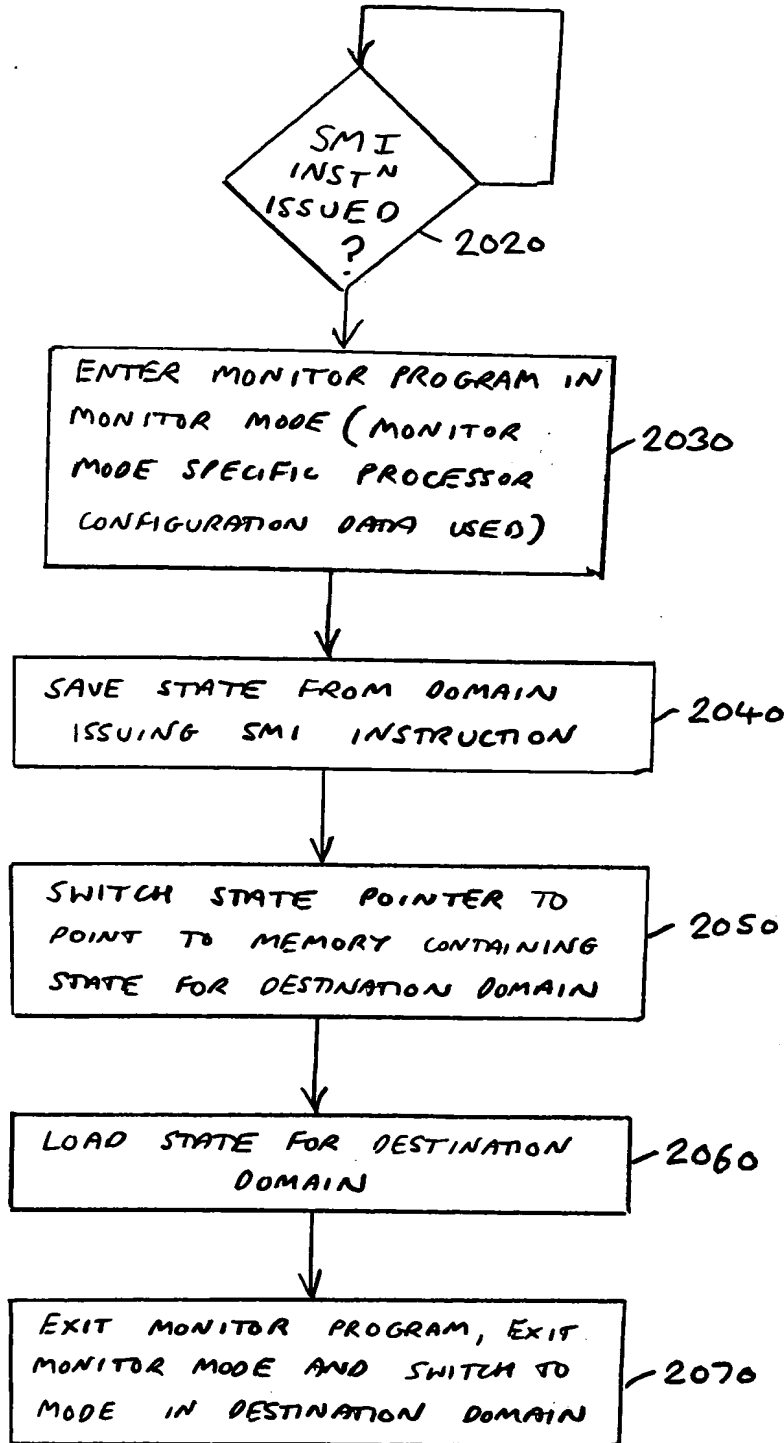 SMI
INSTN
ISSUED
?
2020
ENTER MONITOR PROGRAM IN
MONITOR MODE (MONITOR
MODE SPECIFIC PROCESSOR
CONFIGURATION DATA USED)
2030
SAVE STATE FROM DOMAIN
ISSUING SMI INSTRUCTION
2040
SWITCH STATE POINTER TO
POINT TO MEMORY CONTAINING
STATE FOR DESTINATION DOMAIN
2050
LOAD STATE FOR DESTINATION
DOMAIN
2060
EXIT MONITOR PROGRAM, EXIT
MONITOR MODE AND SWITCH TO
MODE IN DESTINATION DOMAIN
2070